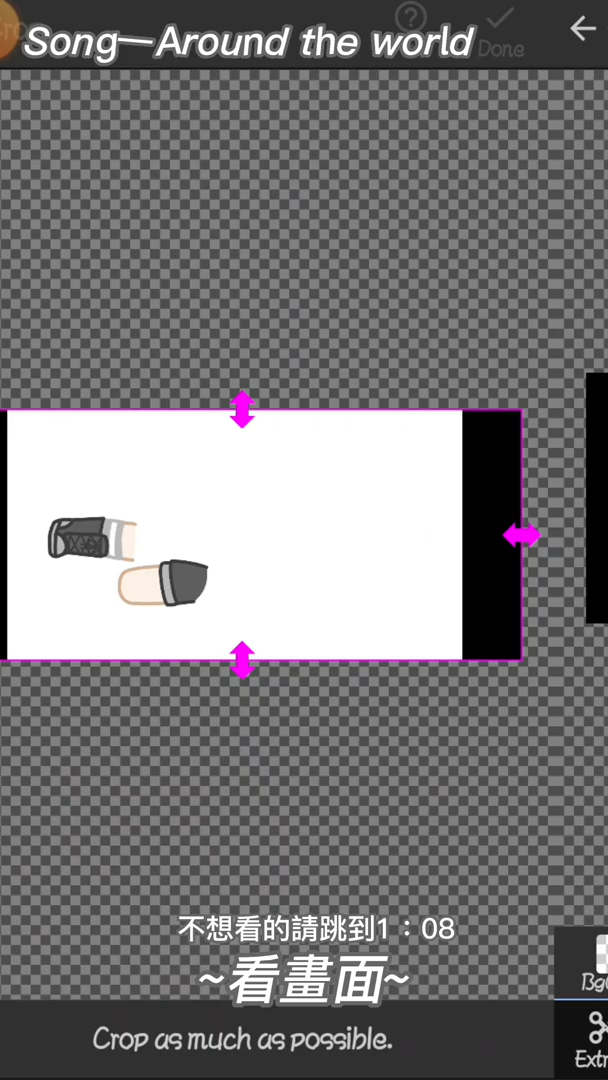 Song—Around the world
Done
不想看的請跳到1：08
~看畫面~
Crop as much as possible.